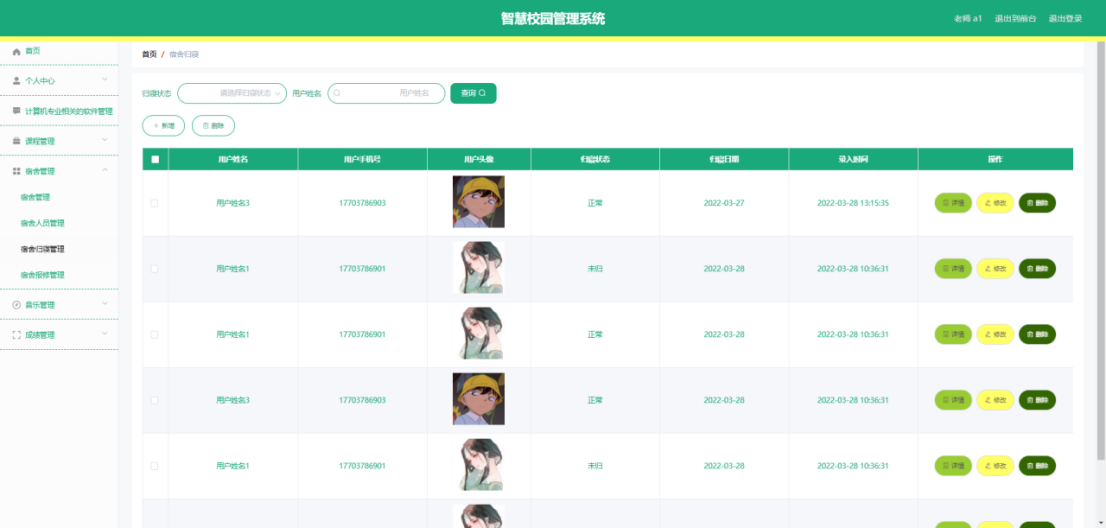 智慧校园管理系统
老师 a1 退出到前台 退出登录
首页
个人中心
计算机专业相关的软件管理
课程管理
宿舍管理
宿舍管理
宿舍人员管理
宿舍归寝管理
宿舍报修管理
音乐管理
成绩管理
首页 / 宿舍归寝
归寝状态 请选择归寝状态 用户姓名 用户姓名 查询
+ 新增 删除
用户姓名 用户手机号 用户头像 归寝状态 归寝日期 录入时间 操作
用户姓名3 17703786903 正常 2022-03-27 2022-03-28 13:15:35 详情 修改 删除
用户姓名1 17703786901 未归 2022-03-28 2022-03-28 10:36:31 详情 修改 删除
用户姓名1 17703786901 正常 2022-03-28 2022-03-28 10:36:31 详情 修改 删除
用户姓名3 17703786903 正常 2022-03-28 2022-03-28 10:36:31 详情 修改 删除
用户姓名1 17703786901 未归 2022-03-28 2022-03-28 10:36:31 详情 修改 删除